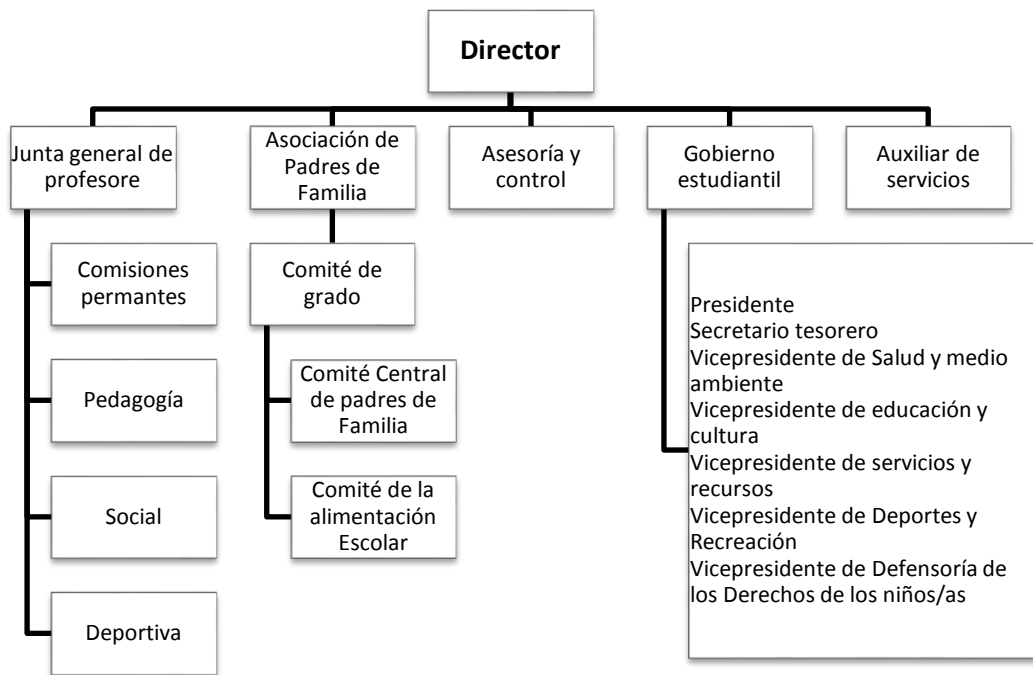 Director
Junta general de
profesore
Asociación de
Padres de
Familia
Asesoría y
control
Gobierno
estudiantil
Auxiliar de
servicios
Comisiones
permantes
Pedagogía
Social
Deportiva
Comité de
grado
Comité Central
de padres de
Familia
Comité de la
alimentación
Escolar
Presidente
Secretario tesorero
Vicepresidente de Salud y medio
ambiente
Vicepresidente de educación y
cultura
Vicepresidente de servicios y
recursos
Vicepresidente de Deportes y
Recreación
Vicepresidente de Defensoría de
los Derechos de los niños/as